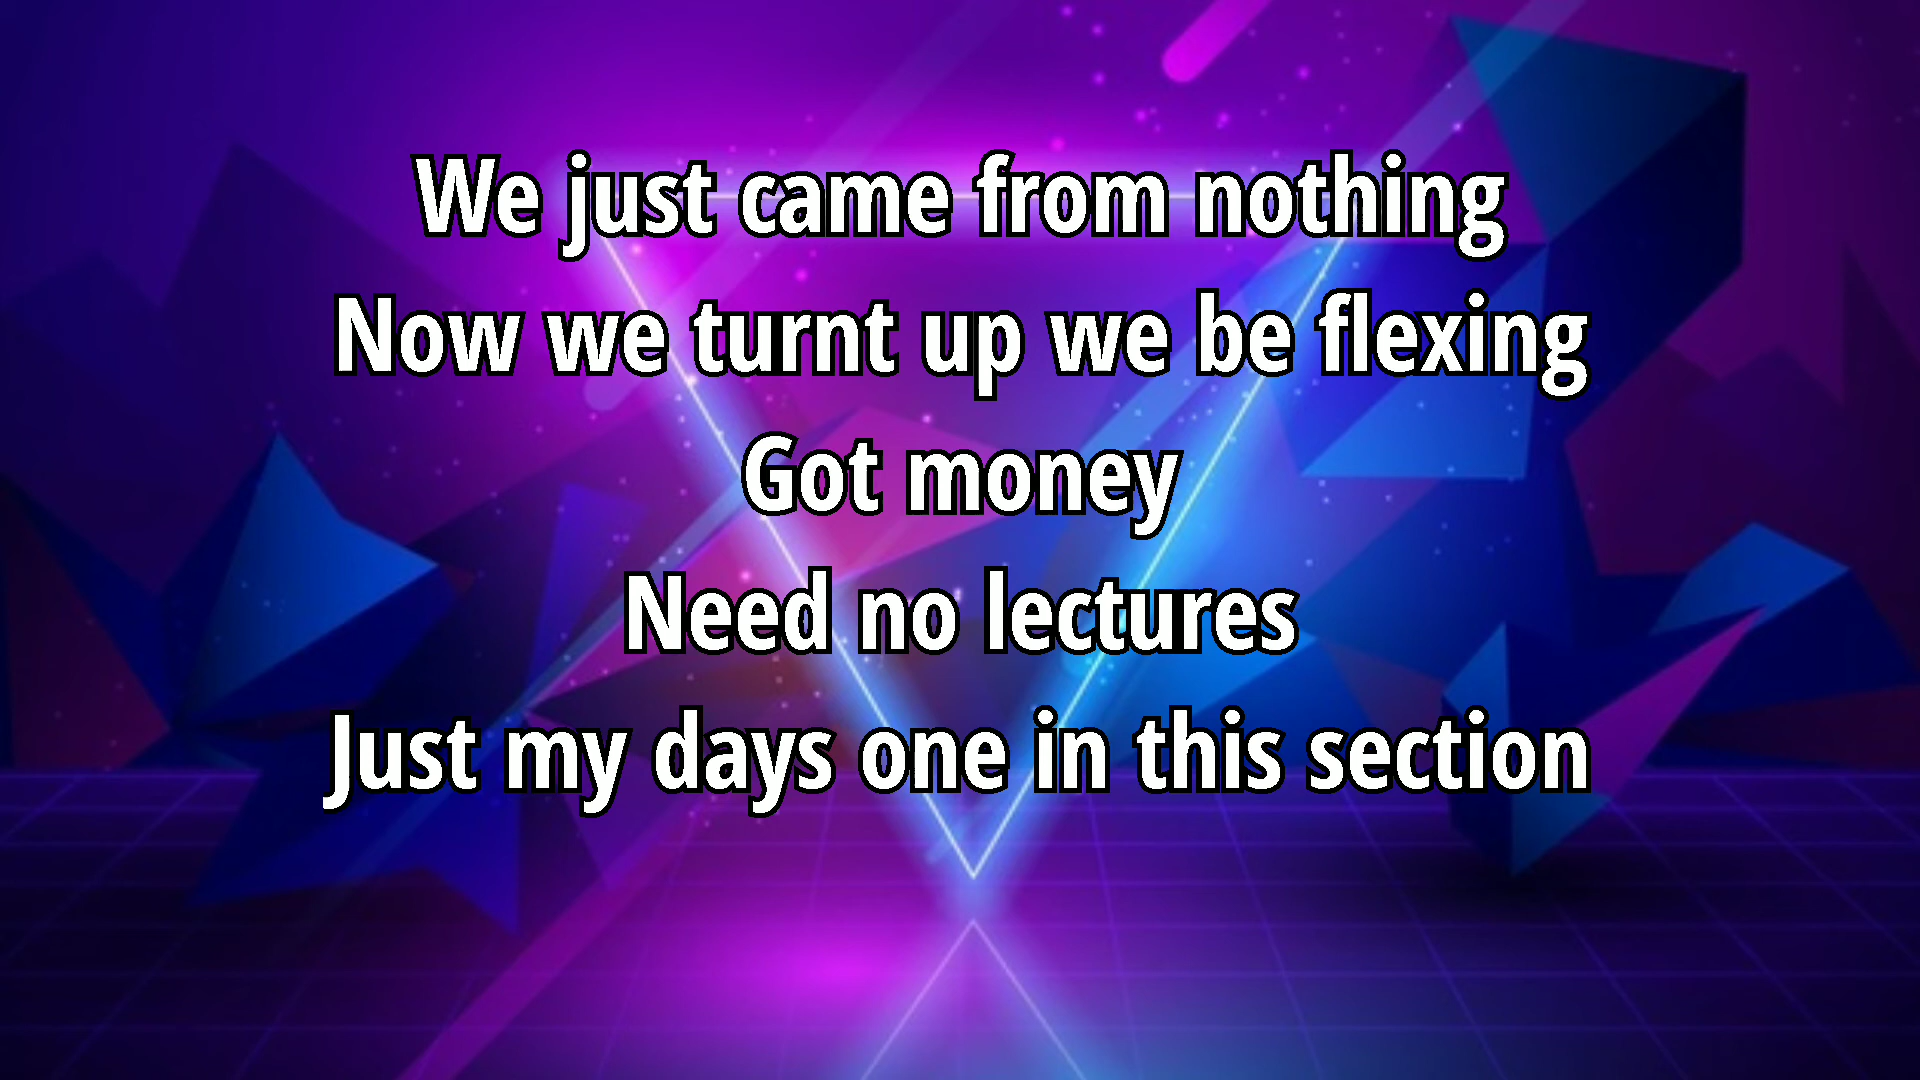 We just came from nothing
Now we turnt up we be flexing
Got money
Need no lectures
Just my days one in this section